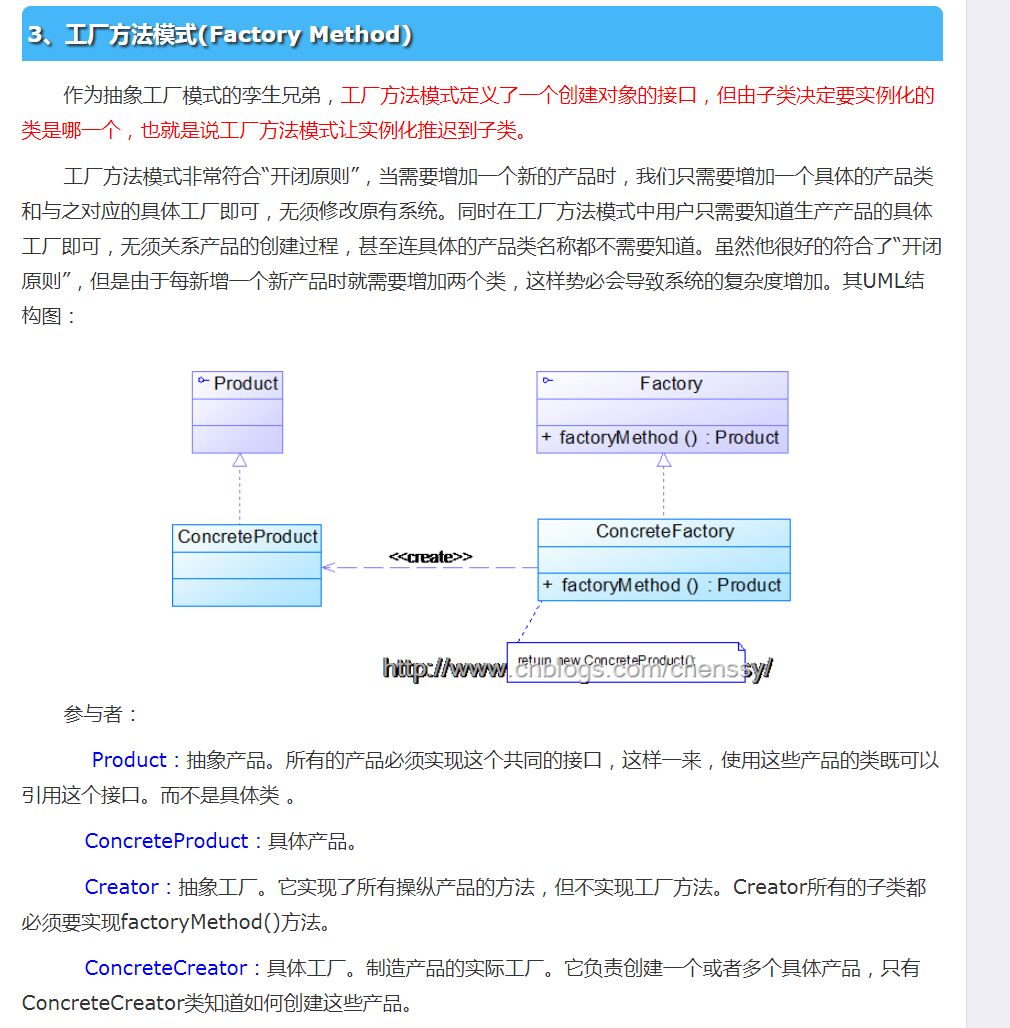 3、工厂方法模式(Factory Method)
作为抽象工厂模式的孪生兄弟，工厂方法模式定义了一个创建对象的接口，但由子类决定要实例化的
类是哪一个，也就是说工厂方法模式让实例化推迟到子类。
工厂方法模式非常符合“开闭原则”，当需要增加一个新的产品时，我们只需要增加一个具体的产品类
和与之对应的具体工厂即可，无须修改原有系统。同时在工厂方法模式中用户只需要知道生产产品的具体
工厂即可，无须关系产品的创建过程，甚至连具体的产品类名称都不需要知道。虽然他很好的符合了“开闭
原则”，但是由于每新增一个新产品时就需要增加两个类，这样势必会导致系统的复杂度增加。其UML结
构图：
Product
Factory
+ factoryMethod () : Product
ConcreteProduct
<<create>>
ConcreteFactory
+ factoryMethod () : Product
return new ConcreteProduct();
http://www.cnblogs.com/chenssy/
参与者：
Product：抽象产品。所有的产品必须实现这个共同的接口，这样一来，使用这些产品的类既可以
引用这个接口。而不是具体类 。
ConcreteProduct：具体产品。
Creator：抽象工厂。它实现了所有操纵产品的方法，但不实现工厂方法。Creator所有的子类都
必须要实现factoryMethod()方法。
ConcreteCreator：具体工厂。制造产品的实际工厂。它负责创建一个或者多个具体产品，只有
ConcreteCreator类知道如何创建这些产品。